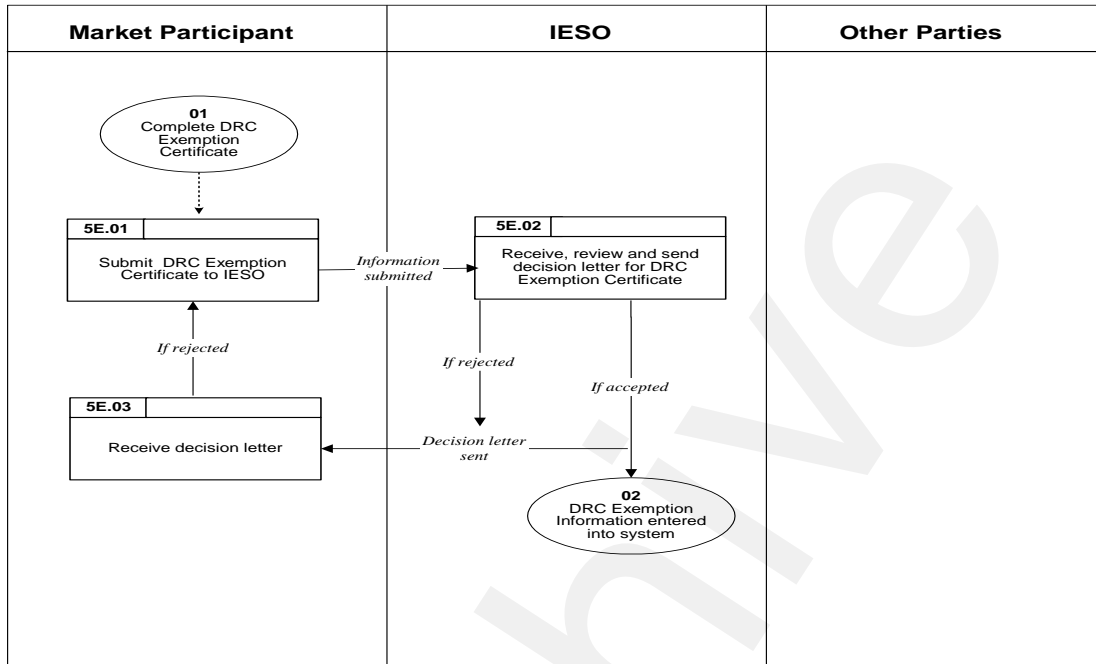 Market Participant
IESO
Other Parties
01
Complete DRC
Exemption
Certificate
5E.01
Submit DRC Exemption
Certificate to IESO
Information
submitted
5E.02
Receive, review and send
decision letter for DRC
Exemption Certificate
If rejected
If rejected
If accepted
5E.03
Receive decision letter
Decision letter
sent
02
DRC Exemption
Information entered
into system
hive